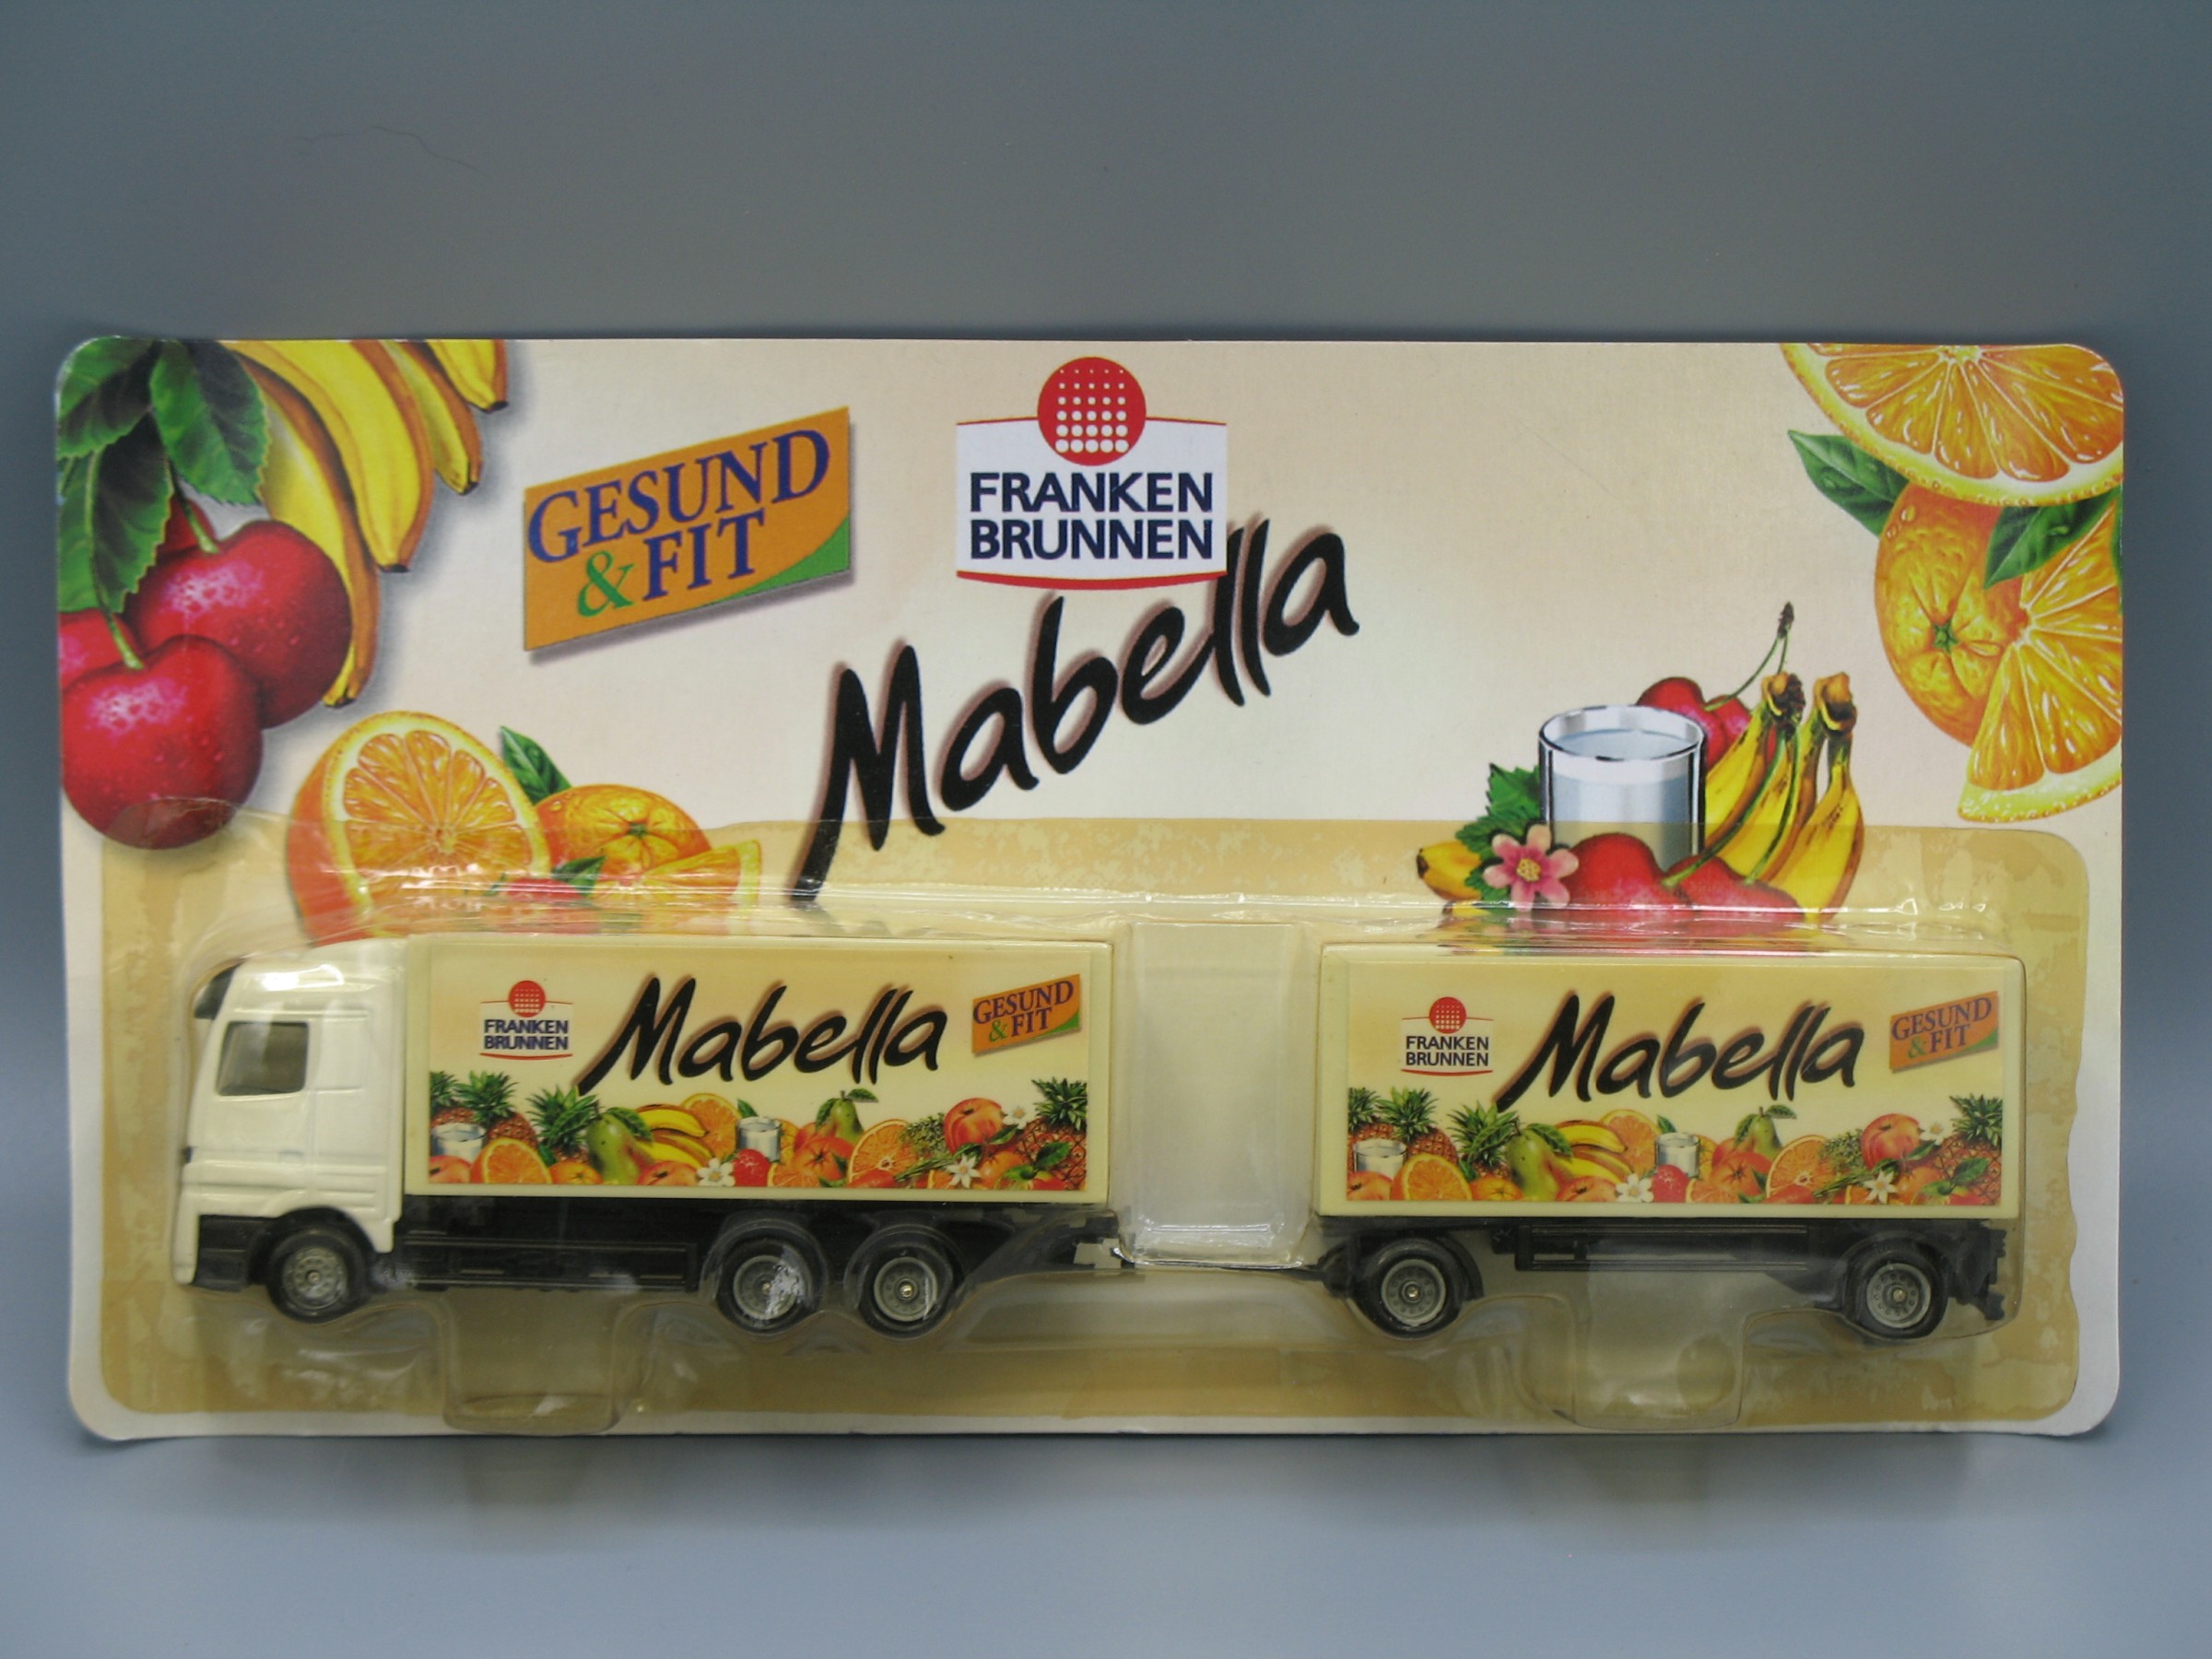 GESUND
& FIT
FRANKEN
BRUNNEN
Mabella
FRANKEN
BRUNNEN
Mabella
GESUND
& FIT
FRANKEN
BRUNNEN
Mabella
GESUND
& FIT